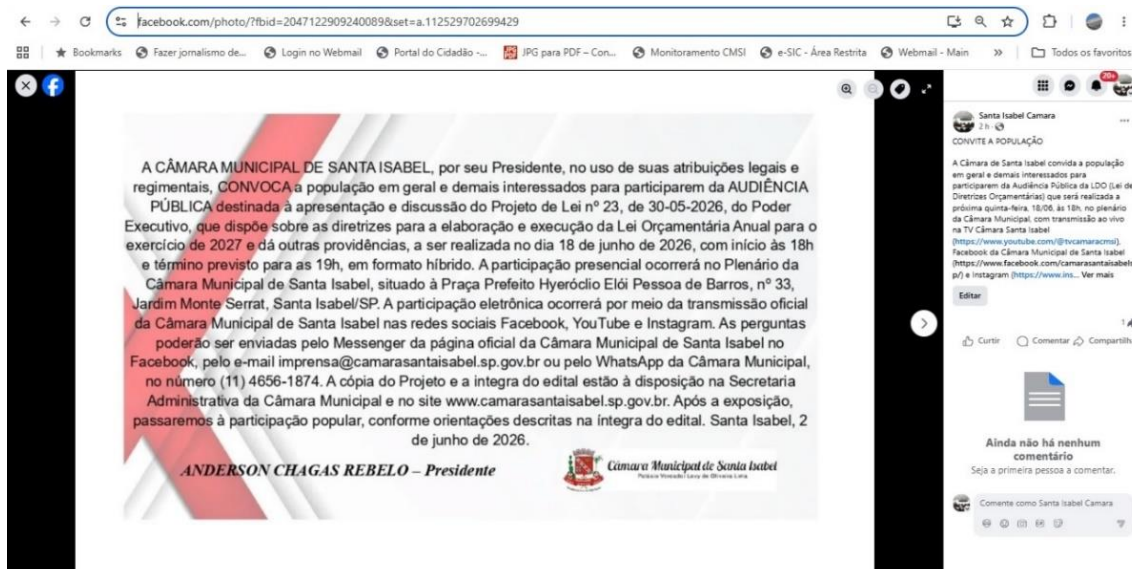 facebook.com/photo/?fbid=2047122909240089&set=a.112529702699429
Bookmarks
Fazer jornalismo de...
Login no Webmail
Portal do Cidadão -...
JPG para PDF – Con...
Monitoramento CMSI
e-SIC - Área Restrita
Webmail - Main
»
Todos os favoritos
A CÂMARA MUNICIPAL DE SANTA ISABEL, por seu Presidente, no uso de suas atribuições legais e
regimentais, CONVOCA a população em geral e demais interessados para participarem da AUDIÊNCIA
PÚBLICA destinada à apresentação e discussão do Projeto de Lei nº 23, de 30-05-2026, do Poder
Executivo, que dispõe sobre as diretrizes para a elaboração e execução da Lei Orçamentária Anual para o
exercício de 2027 e dá outras providências, a ser realizada no dia 18 de junho de 2026, com início às 18h
e término previsto para as 19h, em formato híbrido. A participação presencial ocorrerá no Plenário da
Câmara Municipal de Santa Isabel, situado à Praça Prefeito Hyeróclio Elói Pessoa de Barros, nº 33,
Jardim Monte Serrat, Santa Isabel/SP. A participação eletrônica ocorrerá por meio da transmissão oficial
da Câmara Municipal de Santa Isabel nas redes sociais Facebook, YouTube e Instagram. As perguntas
poderão ser enviadas pelo Messenger da página oficial da Câmara Municipal de Santa Isabel no
Facebook, pelo e-mail imprensa@camarasantaisabel.sp.gov.br ou pelo WhatsApp da Câmara Municipal,
no número (11) 4656-1874. A cópia do Projeto e a integra do edital estão à disposição na Secretaria
Administrativa da Câmara Municipal e no site www.camarasantaisabel.sp.gov.br. Após a exposição,
passaremos à participação popular, conforme orientações descritas na íntegra do edital. Santa Isabel, 2
de junho de 2026.
ANDERSON CHAGAS REBELO – Presidente
Câmara Municipal de Santa Isabel
Palácio Vereador Lacy de Oliveira Lima
20+
Santa Isabel Camara
2 h
CONVITE A POPULAÇÃO
A Câmara de Santa Isabel convida a população
em geral e demais interessados para
participarem da Audiência Pública da LDO (Lei de
Diretrizes Orçamentárias) que será realizada a
próxima quinta-feira, 18/06, às 18h, no plenário
da Câmara Municipal, com transmissão ao vivo
na TV Câmara Santa Isabel
(https://www.youtube.com/@tvcamaracmsi),
Facebook da Câmara Municipal de Santa Isabel
(https://www.facebook.com/camarasantaisabels
p/) e Instagram (https://www.ins... Ver mais
Editar
1
Curtir
Comentar
Compartilh
Ainda não há nenhum
comentário
Seja a primeira pessoa a comentar.
Comente como Santa Isabel Camara